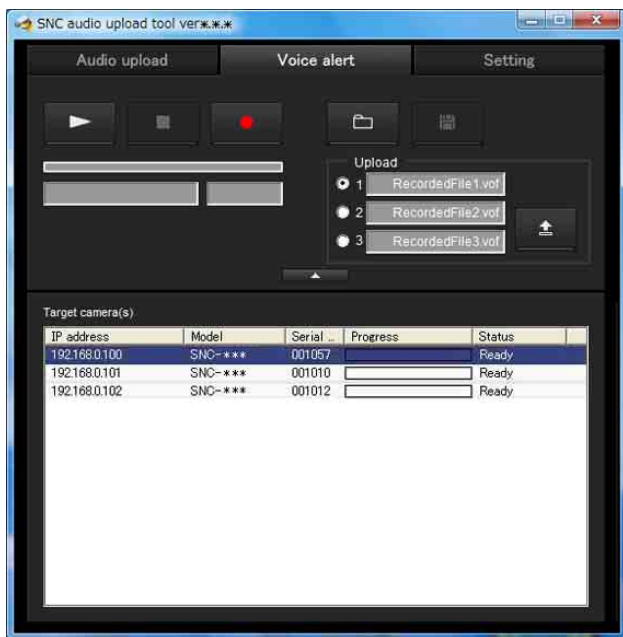 SNC audio upload tool ver*.*.*
Audio upload Voice alert Setting
Upload
1 RecordedFile1.vof
2 RecordedFile2.vof
3 RecordedFile3.vof
Target camera(s)
IP address Model Serial ... Progress Status
192.168.0.100 SNC-*** 001057 Ready
192.168.0.101 SNC-*** 001010 Ready
192.168.0.102 SNC-*** 001012 Ready